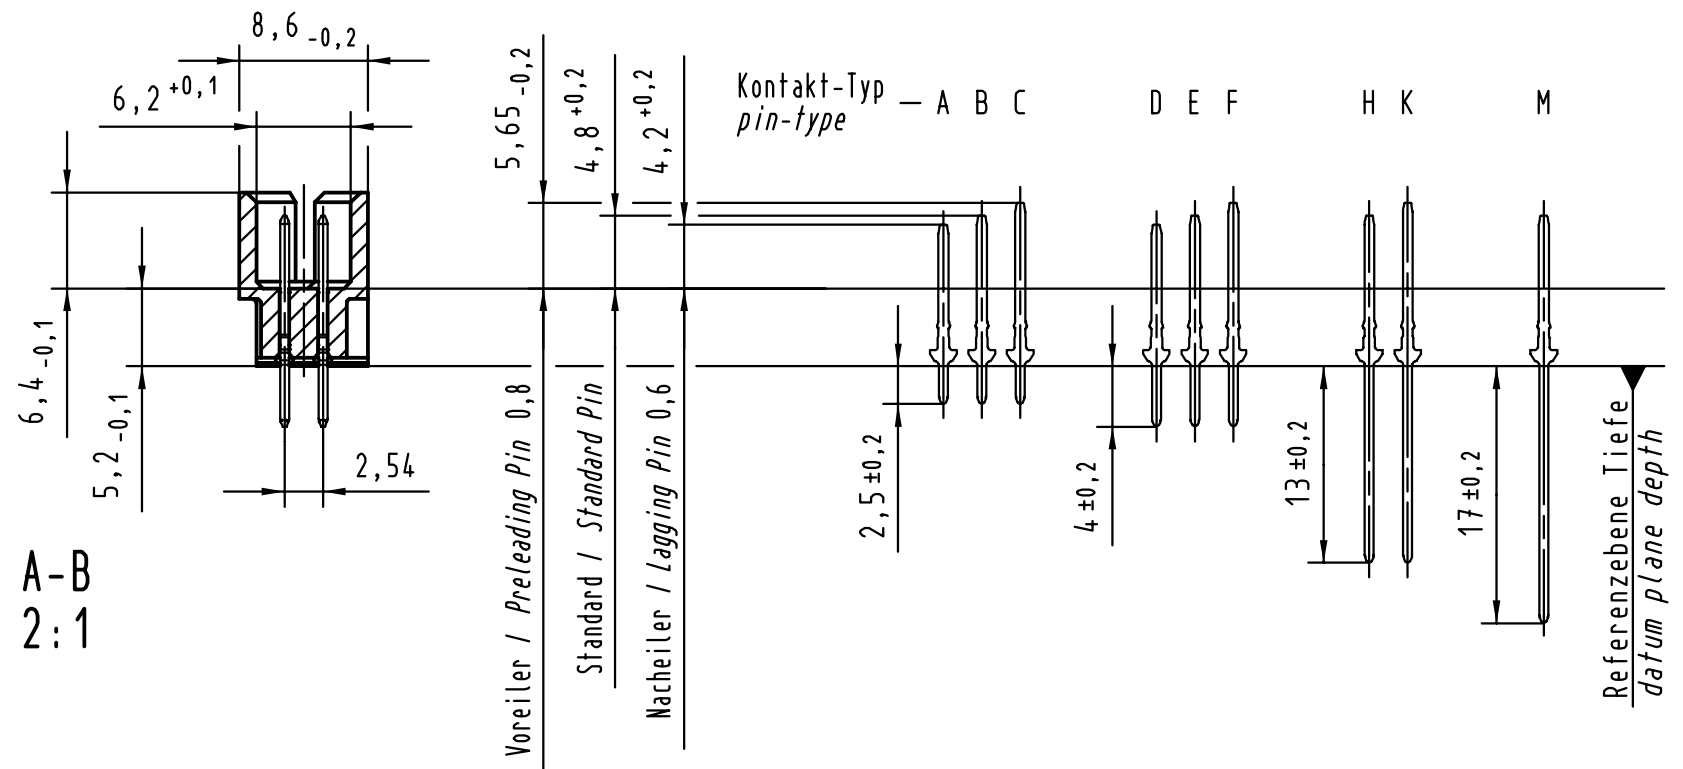 8,6 -0,2
6,2 +0,1
6,4 -0,1
5,2 -0,1
2,54
A-B
2:1
5,65 -0,2
4,8 +0,2
4,2 +0,2
Voreiler / Preleading Pin 0,8
Standard / Standard Pin
Nacheiler / Lagging Pin 0,6
Kontakt-Typ
pin-type
— A B C D E F H K M
2,5 ±0,2
4 ±0,2
13 ±0,2
17 ±0,2
Referenzebene Tiefe
datum plane depth